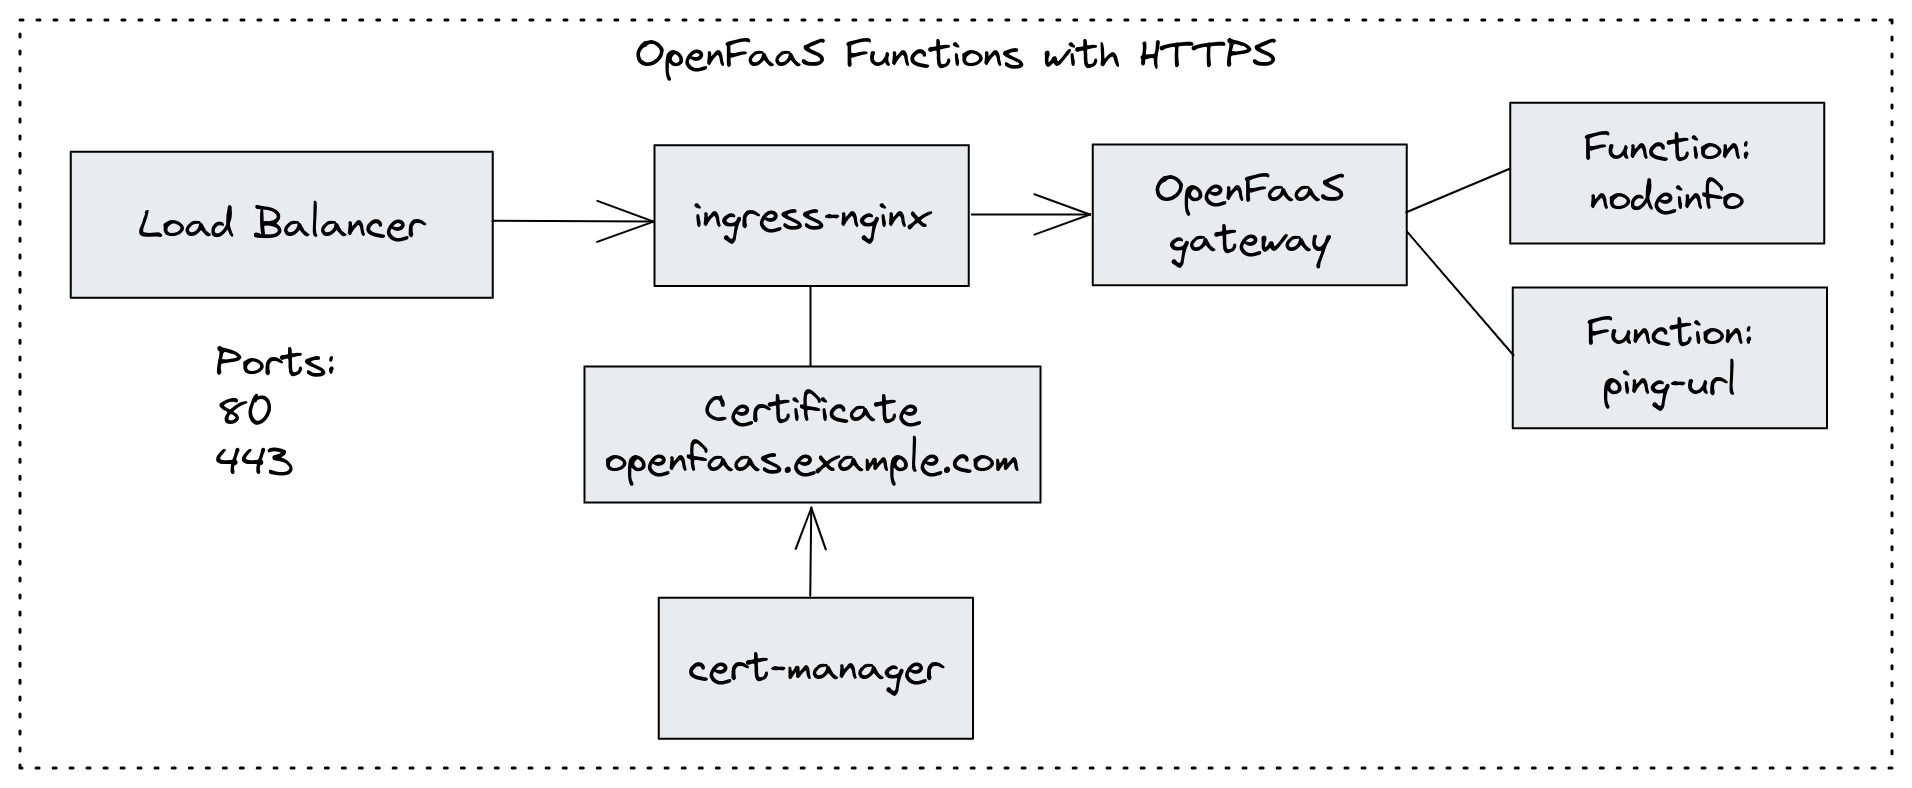 OpenFaaS Functions with HTTPS
Load Balancer
Ports:
80
443
ingress-nginx
Certificate
openfaas.example.com
cert-manager
OpenFaaS
gateway
Function:
nodeinfo
Function:
ping-url